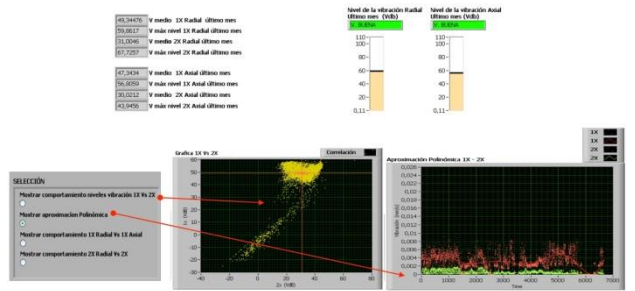 49,34476 V medio 1X Radial último mes
59,6617 V máx nivel 1X Radial último mes
31,0046 V medio 2X Radial último mes
67,7257 V máx nivel 2X Radial último mes
47,3434 V medio 1X Axial último mes
56,8059 V máx nivel 1X Axial último mes
30,0212 V medio 2X Axial último mes
43,9456 V máx nivel 2X Axial último mes
Nivel de la vibración Radial
Ultimo mes (Vdb)
V. BUENA
110
100
80
60
40
20
0,11
Nivel de la vibración Axial
Ultimo mes (Vdb)
V. BUENA
110
100
80
60
40
20
0,11
SELECCIÓN
Mostrar comportamiento niveles vibración 1X Vs 2X
Mostrar aproximacion Polinómica
Mostrar comportamiento 1X Radial Vs 1X Axial
Mostrar comportamiento 2X Radial Vs 2X
Grafica 1X Vs 2X
Correlación
60
50
40
30
20
10
0
-10
-20
-30
-40
-20
0
20
40
60
80
2x (Vdb)
1X
1X
2X
2X
Aproximación Polinómica 1X - 2X
0,026
0,024
0,02
0,018
0,016
0,014
0,012
0,01
0,008
0,006
0,004
0,002
0
0
1000
2000
3000
4000
5000
6000
7000
Time